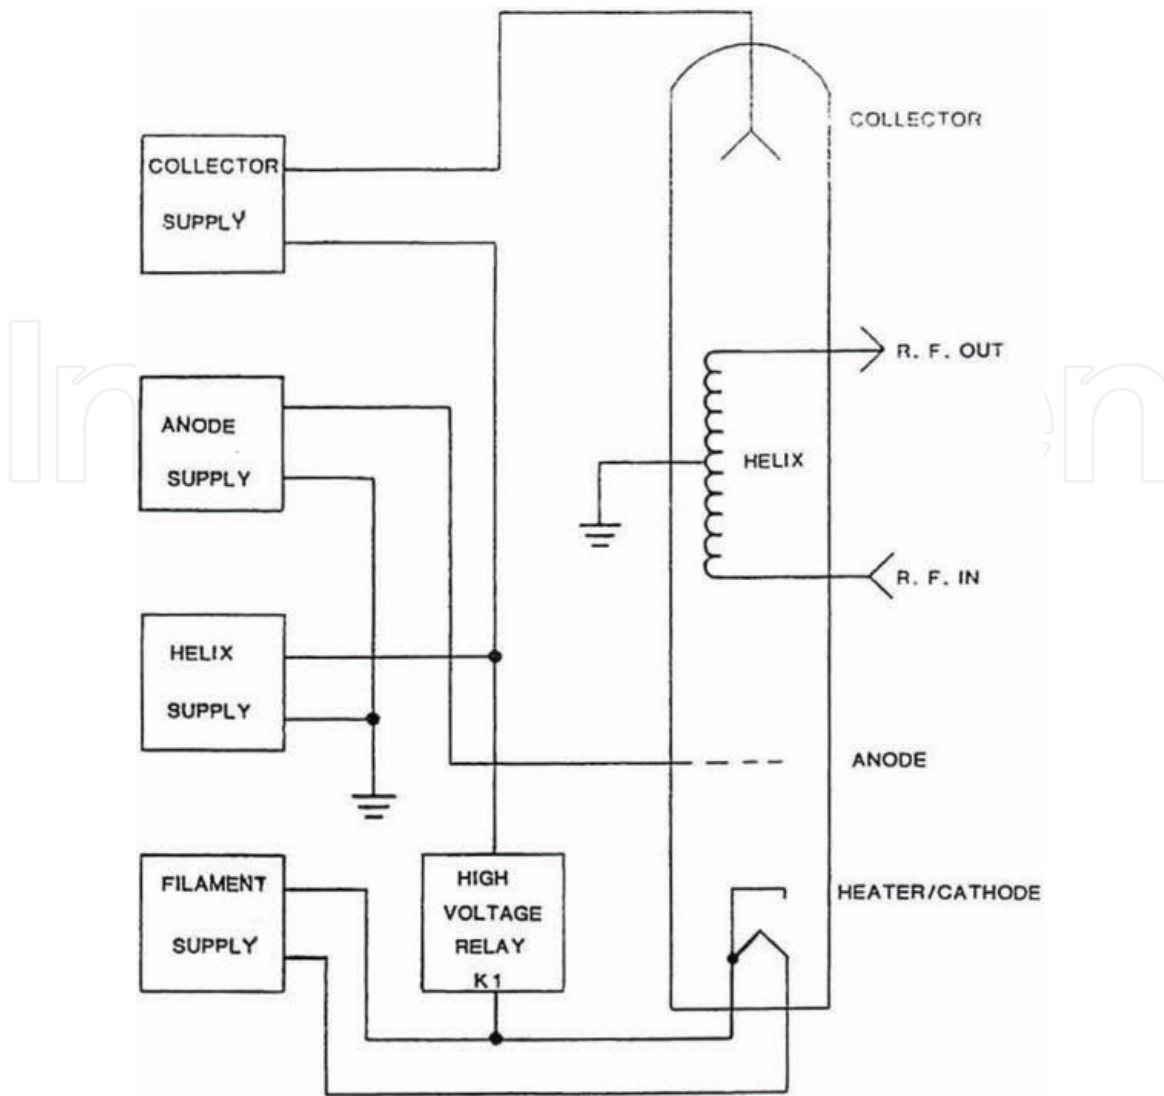 COLLECTOR
SUPPLY
COLLECTOR
ANODE
SUPPLY
R. F. OUT
HELIX
R. F. IN
HELIX
SUPPLY
ANODE
FILAMENT
SUPPLY
HIGH
VOLTAGE
RELAY
K1
HEATER/CATHODE